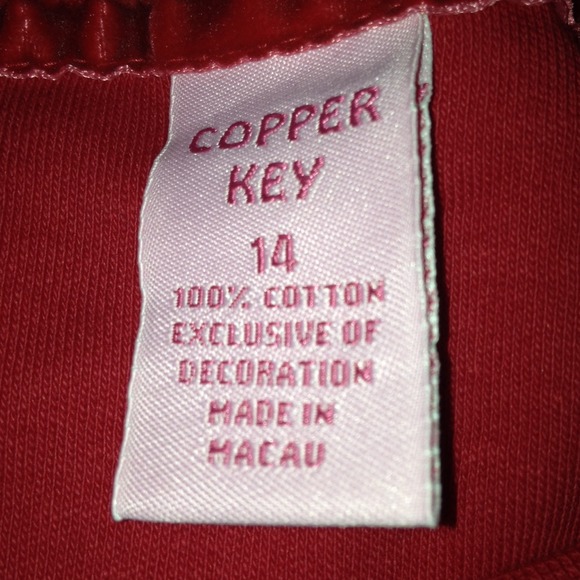 COPPER
KEY
14
100% COTTON
EXCLUSIVE OF
DECORATION
MADE IN
MACAU